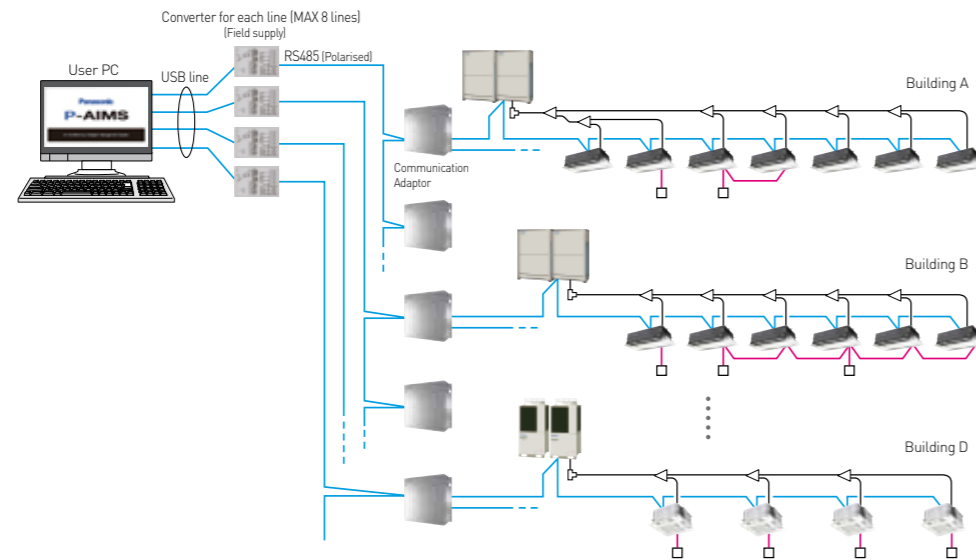 Converter for each line (MAX 8 lines)
(Field supply)
RS485 (Polarised)
User PC
USB line
Panasonic
P-AIMS
Communication
Adaptor
Building A
Building B
Building D